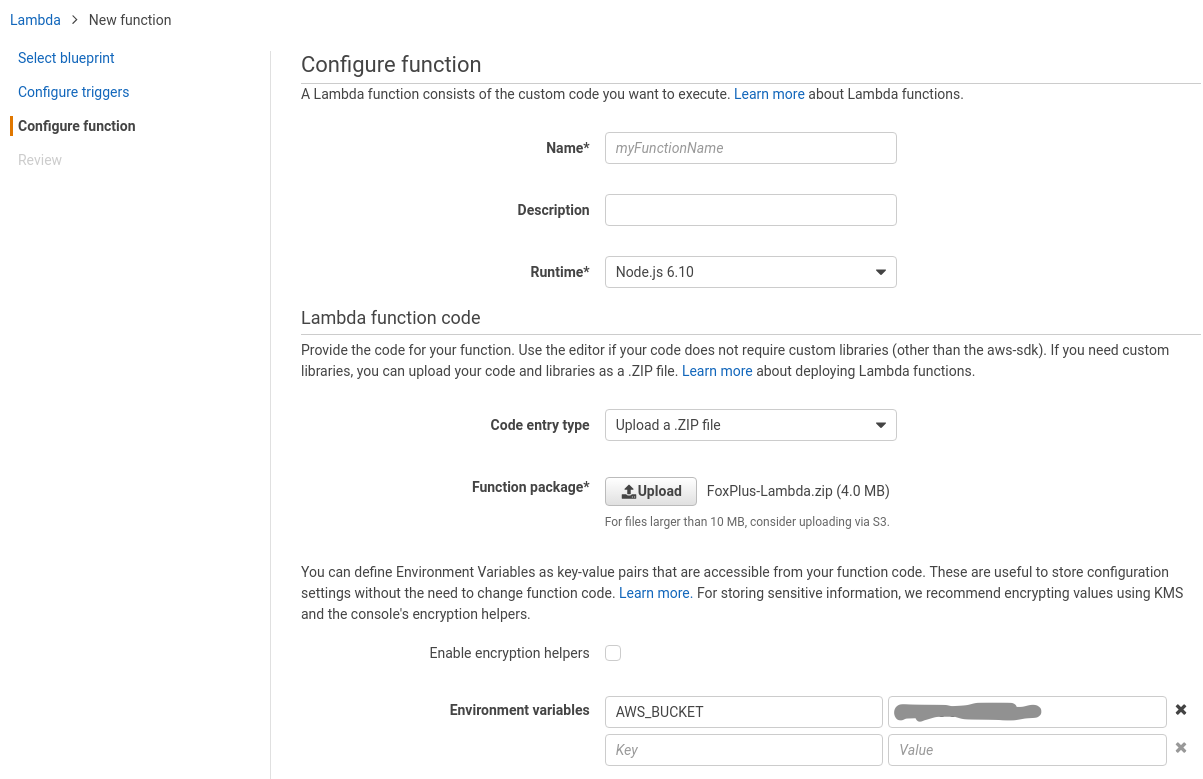 Lambda > New function
Select blueprint
Configure triggers
Configure function
Review
Configure function
A Lambda function consists of the custom code you want to execute. Learn more about Lambda functions.
Name* myFunctionName
Description
Runtime* Node.js 6.10
Lambda function code
Provide the code for your function. Use the editor if your code does not require custom libraries (other than the aws-sdk). If you need custom
libraries, you can upload your code and libraries as a .ZIP file. Learn more about deploying Lambda functions.
Code entry type Upload a .ZIP file
Function package* Upload FoxPlus-Lambda.zip (4.0 MB)
For files larger than 10 MB, consider uploading via S3.
You can define Environment Variables as key-value pairs that are accessible from your function code. These are useful to store configuration
settings without the need to change function code. Learn more. For storing sensitive information, we recommend encrypting values using KMS
and the console's encryption helpers.
Enable encryption helpers
Environment variables AWS_BUCKET
Key Value